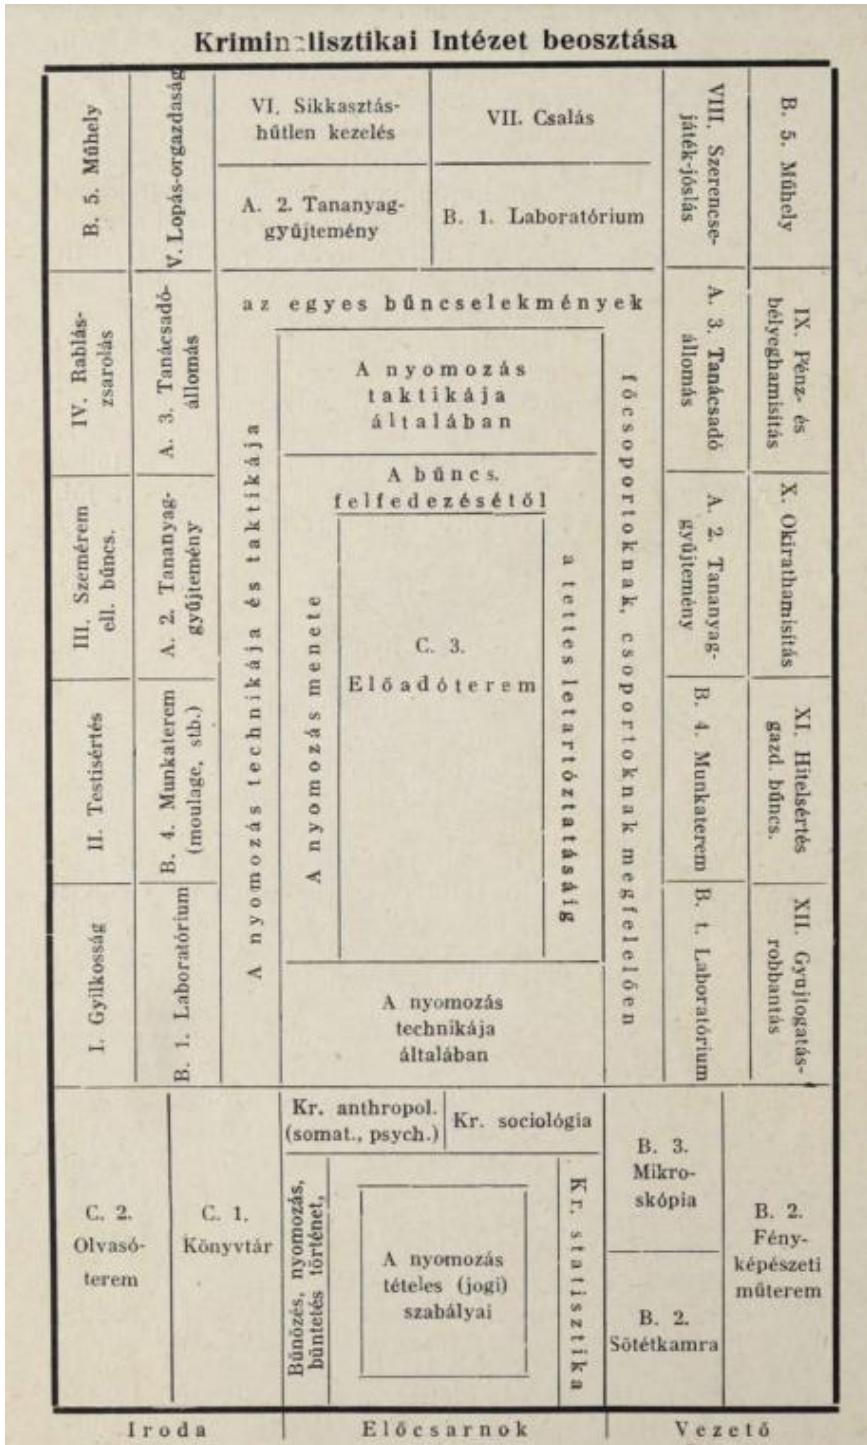 Kriminalisztikai Intézet beosztása
B. 5. Műhely
V. Lopás-orgazdaság
VI. Sikkasztás-
hűtlen kezelés
VII. Csalás
VIII. Szerencse-
játék-jóslás
B. 5. Műhely
A. 2. Tananyag-
gyűjtemény
B. 1. Laboratórium
IV. Rablás-
zsarolás
A. 3. Tanácsadó-
állomás
az egyes bűncselekmények
A. 3. Tanácsadó
állomás
IX. Pénz- és
bélyeghamisítás
A nyomozás
taktikája
általában
A nyomozás technikája és taktikája
főcsoportoknak, csoportoknak megfelelően
A bűncs.
felfedezésétől
III. Szemérem
ell. bűncs.
A. 2. Tananyag-
gyűjtemény
A nyomozás menete
C. 3.
Előadóterem
a tettes letartóztatásáig
A. 2. Tananyag-
gyűjtemény
X. Okirathamisítás
II. Testisértés
B. 4. Munkaterem
(moulage, stb.)
B. 4. Munkaterem
XI. Hitelsértés
gazd. bűncs.
I. Gyilkosság
B. 1. Laboratórium
A nyomozás
technikája
általában
B. t. Laboratórium
XII. Gyujtogatás-
robbantás
C. 2.
Olvasó-
terem
C. 1.
Könyvtár
Kr. anthropol.
(somat., psych.)
Kr. sociológia
Bűnözés, nyomozás,
büntetés történet,
A nyomozás
tételes (jogi)
szabályai
Kr. statisztika
B. 3.
Mikro-
skópia
B. 2.
Sötétkamra
B. 2.
Fény-
képészeti
műterem
Iroda
Előcsarnok
Vezető